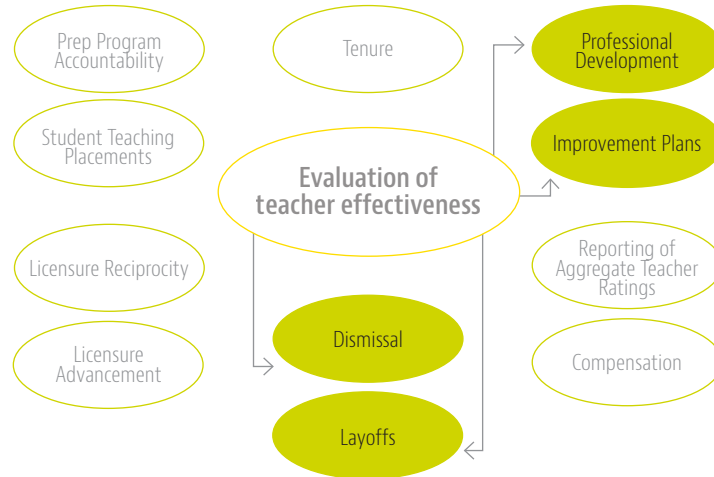 Prep Program
Accountability
Tenure
Professional
Development
Student Teaching
Placements
Improvement Plans
Evaluation of
teacher effectiveness
Licensure Reciprocity
Reporting of
Aggregate Teacher
Ratings
Dismissal
Licensure
Advancement
Compensation
Layoffs